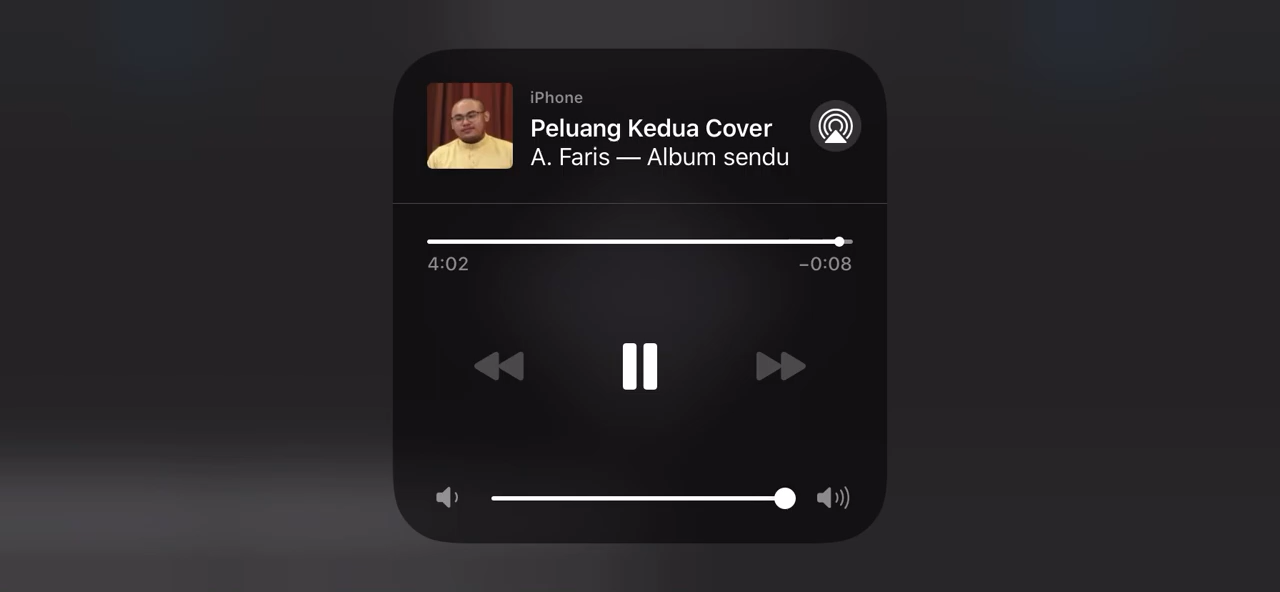 iPhone
Peluang Kedua Cover
A. Faris — Album sendu
4:02
−0:08